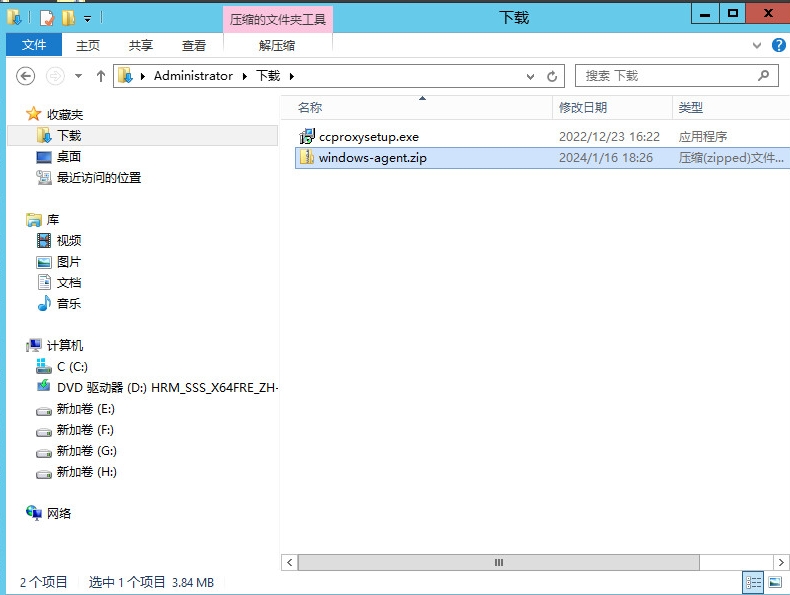 压缩的文件夹工具
下载
文件 主页 共享 查看 解压缩
Administrator 下载
搜索 下载
名称 修改日期 类型
ccproxysetup.exe 2022/12/23 16:22 应用程序
windows-agent.zip 2024/1/16 18:26 压缩(zipped)文件...
收藏夹
下载
桌面
最近访问的位置
库
视频
图片
文档
音乐
计算机
C (C:)
DVD 驱动器 (D:) HRM_SSS_X64FRE_ZH-
新加卷 (E:)
新加卷 (F:)
新加卷 (G:)
新加卷 (H:)
网络
2 个项目 选中 1 个项目 3.84 MB